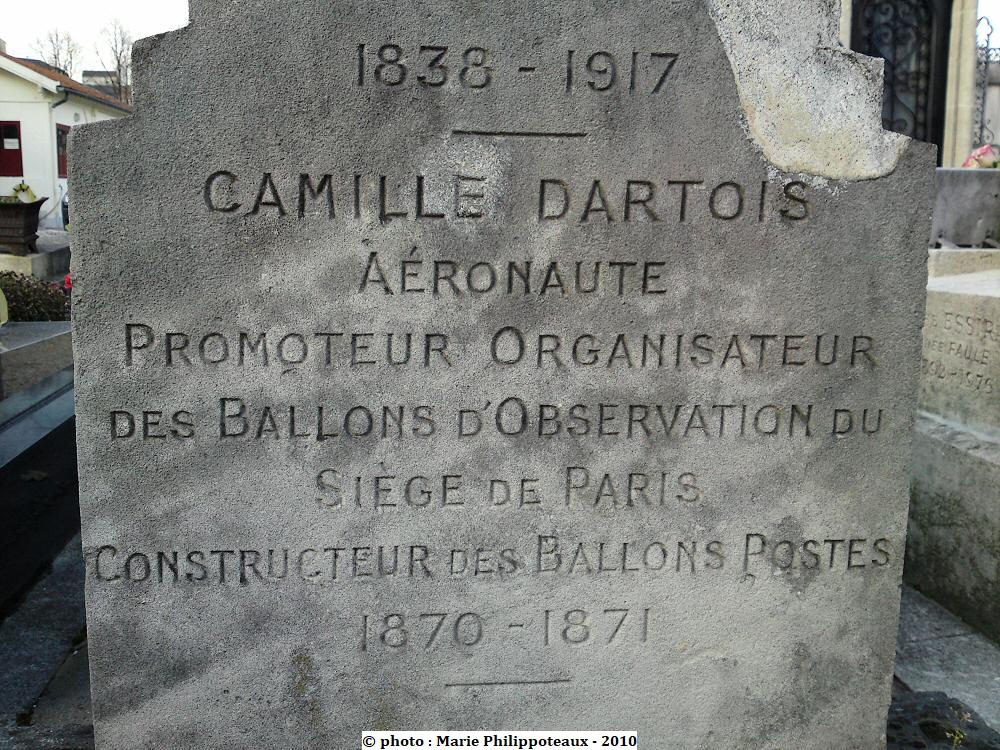 1838 - 1917
CAMILLE DARTOIS
AÉRONAUTE
PROMOTEUR ORGANISATEUR
DES BALLONS D'OBSERVATION DU
SIÈGE DE PARIS
CONSTRUCTEUR DES BALLONS POSTES
1870 - 1871
© photo : Marie Philippoteaux - 2010